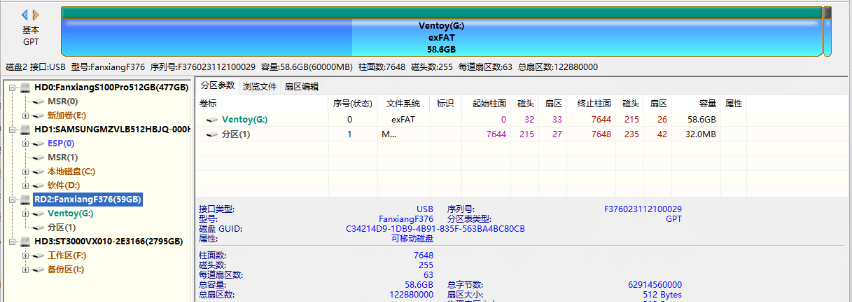 基本
GPT
Ventoy(G:)
exFAT
58.6GB
磁盘2 接口:USB 型号:FanxiangF376 序列号:F376023112100029 容量:58.6GB(60000MB) 柱面数:7648 磁头数:255 每道扇区数:63 总扇区数:122880000
HD0:FanxiangS100Pro512GB(477GB)
MSR(0)
新加卷(E:)
HD1:SAMSUNGMZVLB512HBJQ-000H
ESP(0)
MSR(1)
本地磁盘(C:)
软件(D:)
RD2:FanxiangF376(59GB)
Ventoy(G:)
分区(1)
HD3:ST3000VX010-2E3166(2795GB)
工作区(F:)
备份区(I:)
分区参数 浏览文件 扇区编辑
卷标 序号(状态) 文件系统 标识 起始柱面 磁头 扇区 终止柱面 磁头 扇区 容量 属性
Ventoy(G:) 0 exFAT 0 32 33 7644 215 26 58.6GB
分区(1) 1 M... 7644 215 27 7648 235 42 32.0MB
接口类型: USB 序列号: F376023112100029
型号: FanxiangF376 分区表类型: GPT
磁盘 GUID: C34214D9-1DB9-4B91-835F-563BA4BC80CB
属性: 可移动磁盘
柱面数: 7648
磁头数: 255
每道扇区数: 63
总容量: 58.6GB 总字节数: 62914560000
总扇区数: 122880000 扇区大小: 512 Bytes